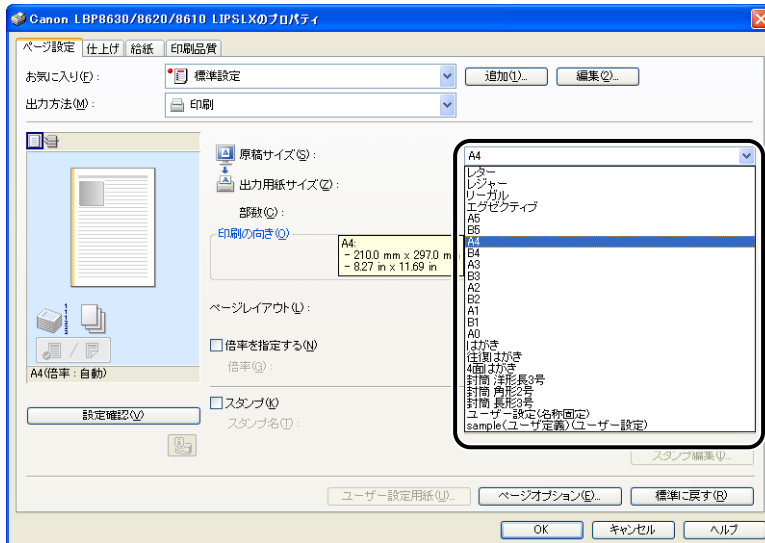 Canon LBP8630/8620/8610 LIPSLXのプロパティ
ページ設定 仕上げ 給紙 印刷品質
お気に入り(F) : 標準設定 追加(1)... 編集(2)...
出力方法(M) : 印刷
原稿サイズ(S) : A4
出力用紙サイズ(Z) :
部数(C) :
印刷の向き(O)
A4:
- 210.0 mm x 297.0 m
- 8.27 in x 11.69 in
レター
レジャー
リーガル
エグゼクティブ
A5
B5
A4
B4
A3
B3
A2
B2
A1
B1
A0
はがき
往復はがき
4面はがき
封筒 洋形長3号
封筒 角形2号
封筒 長形3号
ユーザー設定(名称固定)
sample(ユーザ定義)(ユーザー設定)
ページレイアウト(L) :
倍率を指定する(N)
倍率(G) :
A4(倍率 : 自動)
設定確認(V)
スタンプ(K)
スタンプ名(T) :
スタンプ編集(I)...
ユーザー設定用紙(U)... ページオプション(E)... 標準に戻す(R)
OK キャンセル ヘルプ